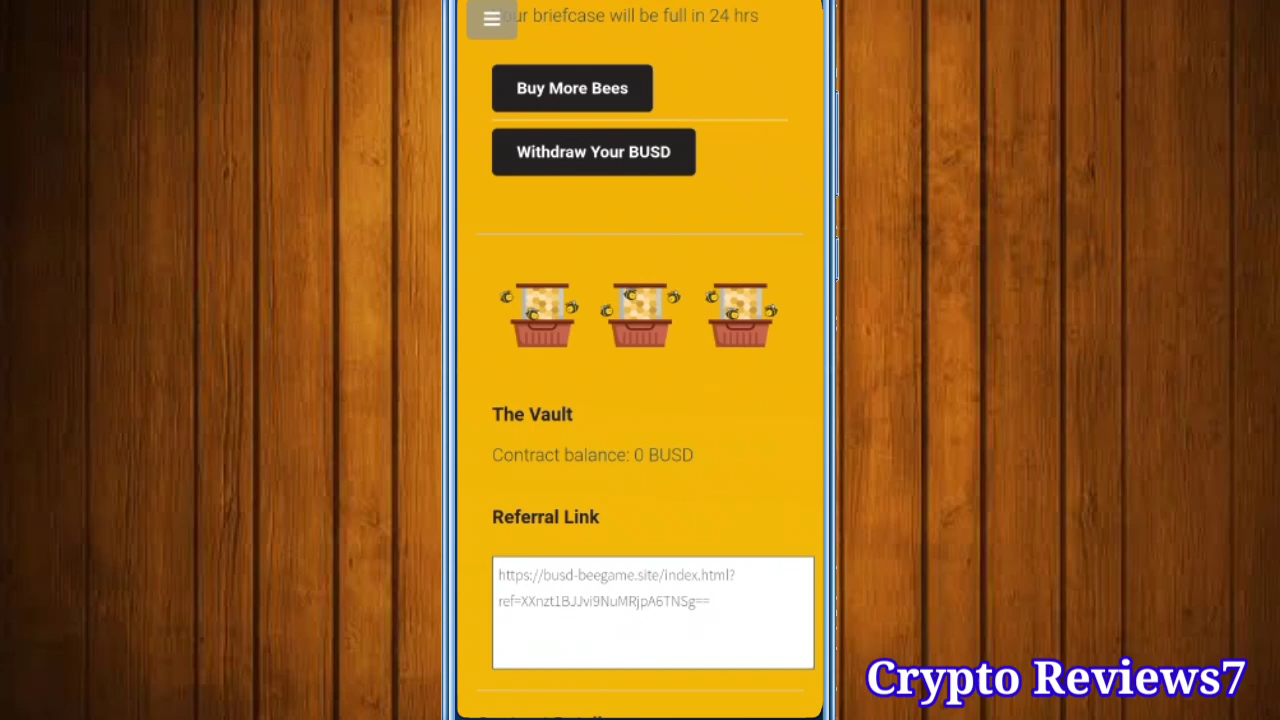 our briefcase will be full in 24 hrs
Buy More Bees
Withdraw Your BUSD
The Vault
Contract balance: 0 BUSD
Referral Link
https://busd-beegame.site/index.html?
ref=XXnzt1BJJvi9NuMRjpA6TNSg==
Crypto Reviews7